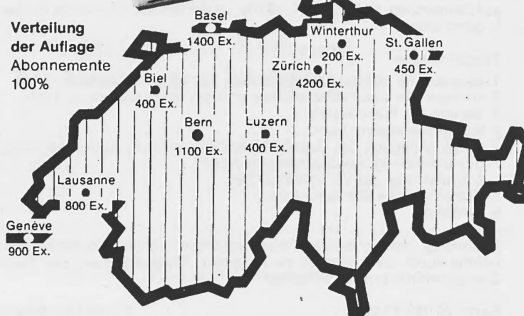 Verteilung
der Auflage
Abonnemente
100%
Basel
1400 Ex.
Winterthur
200 Ex.
St. Gallen
450 Ex.
Zürich
4200 Ex.
Biel
400 Ex.
Bern
1100 Ex.
Luzern
400 Ex.
Lausanne
800 Ex.
Genève
900 Ex.